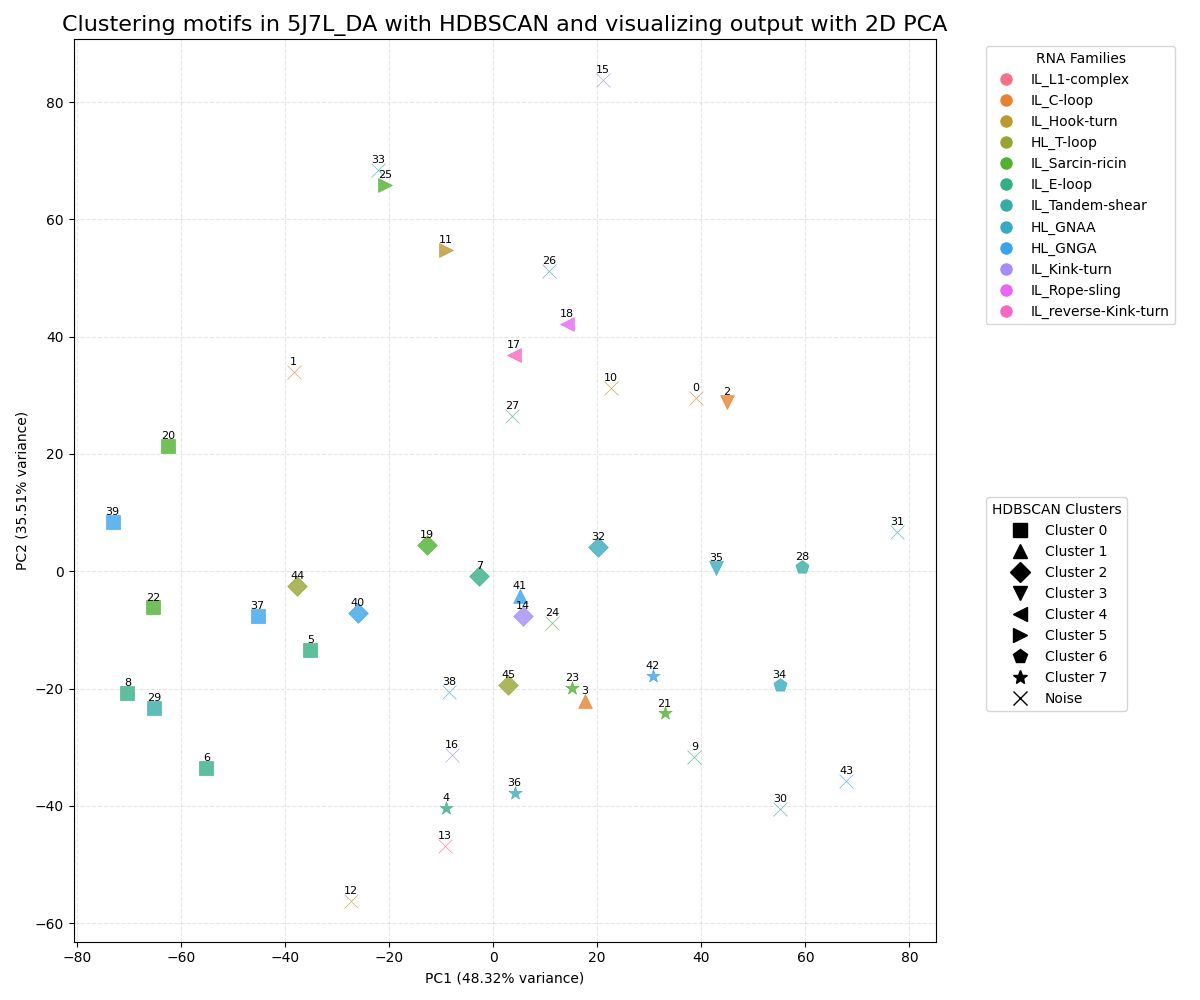 Clustering motifs in 5J7L_DA with HDBSCAN and visualizing output with 2D PCA
PC2 (35.51% variance)
80
60
40
20
0
−20
−40
−60
15
33
25
11
26
18
17
1
10
0
2
27
20
39
31
19
32
7
35
28
44
41
40
14
22
37
24
5
45
38
23
3
42
34
21
8
29
6
16
9
43
36
4
30
13
12
−80
−60
−40
−20
0
20
40
60
80
PC1 (48.32% variance)
RNA Families
IL_L1-complex
IL_C-loop
IL_Hook-turn
HL_T-loop
IL_Sarcin-ricin
IL_E-loop
IL_Tandem-shear
HL_GNAA
HL_GNGA
IL_Kink-turn
IL_Rope-sling
IL_reverse-Kink-turn
HDBSCAN Clusters
Cluster 0
Cluster 1
Cluster 2
Cluster 3
Cluster 4
Cluster 5
Cluster 6
Cluster 7
Noise